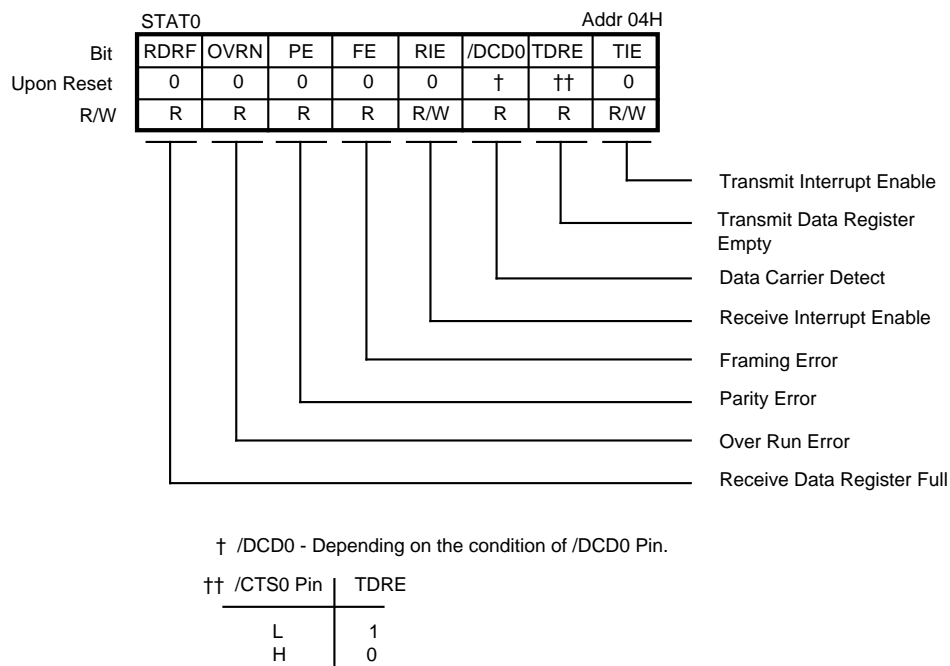 STAT0 Addr 04H
Bit RDRF OVRN PE FE RIE /DCD0 TDRE TIE
Upon Reset 0 0 0 0 0 † †† 0
R/W R R R R R/W R R R/W
Transmit Interrupt Enable
Transmit Data Register
Empty
Data Carrier Detect
Receive Interrupt Enable
Framing Error
Parity Error
Over Run Error
Receive Data Register Full
† /DCD0 - Depending on the condition of /DCD0 Pin.
†† /CTS0 Pin TDRE
L 1
H 0